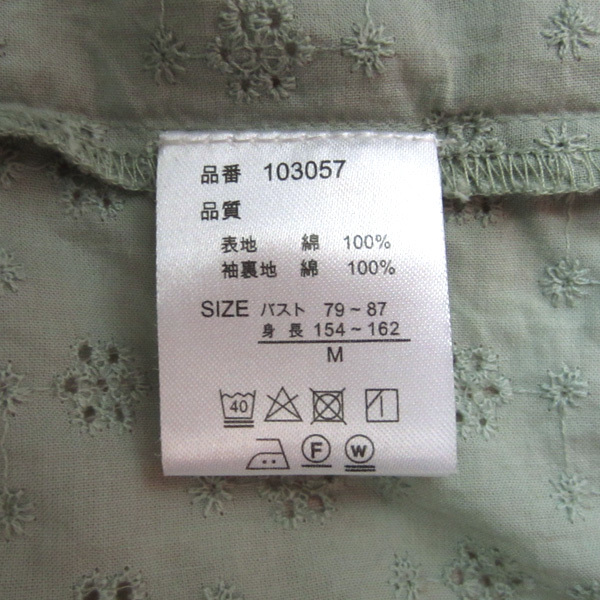 品番 103057
品質
表地 綿 100%
袖裏地 綿 100%
SIZE バスト 79~87
身長 154~162
M
40
F W